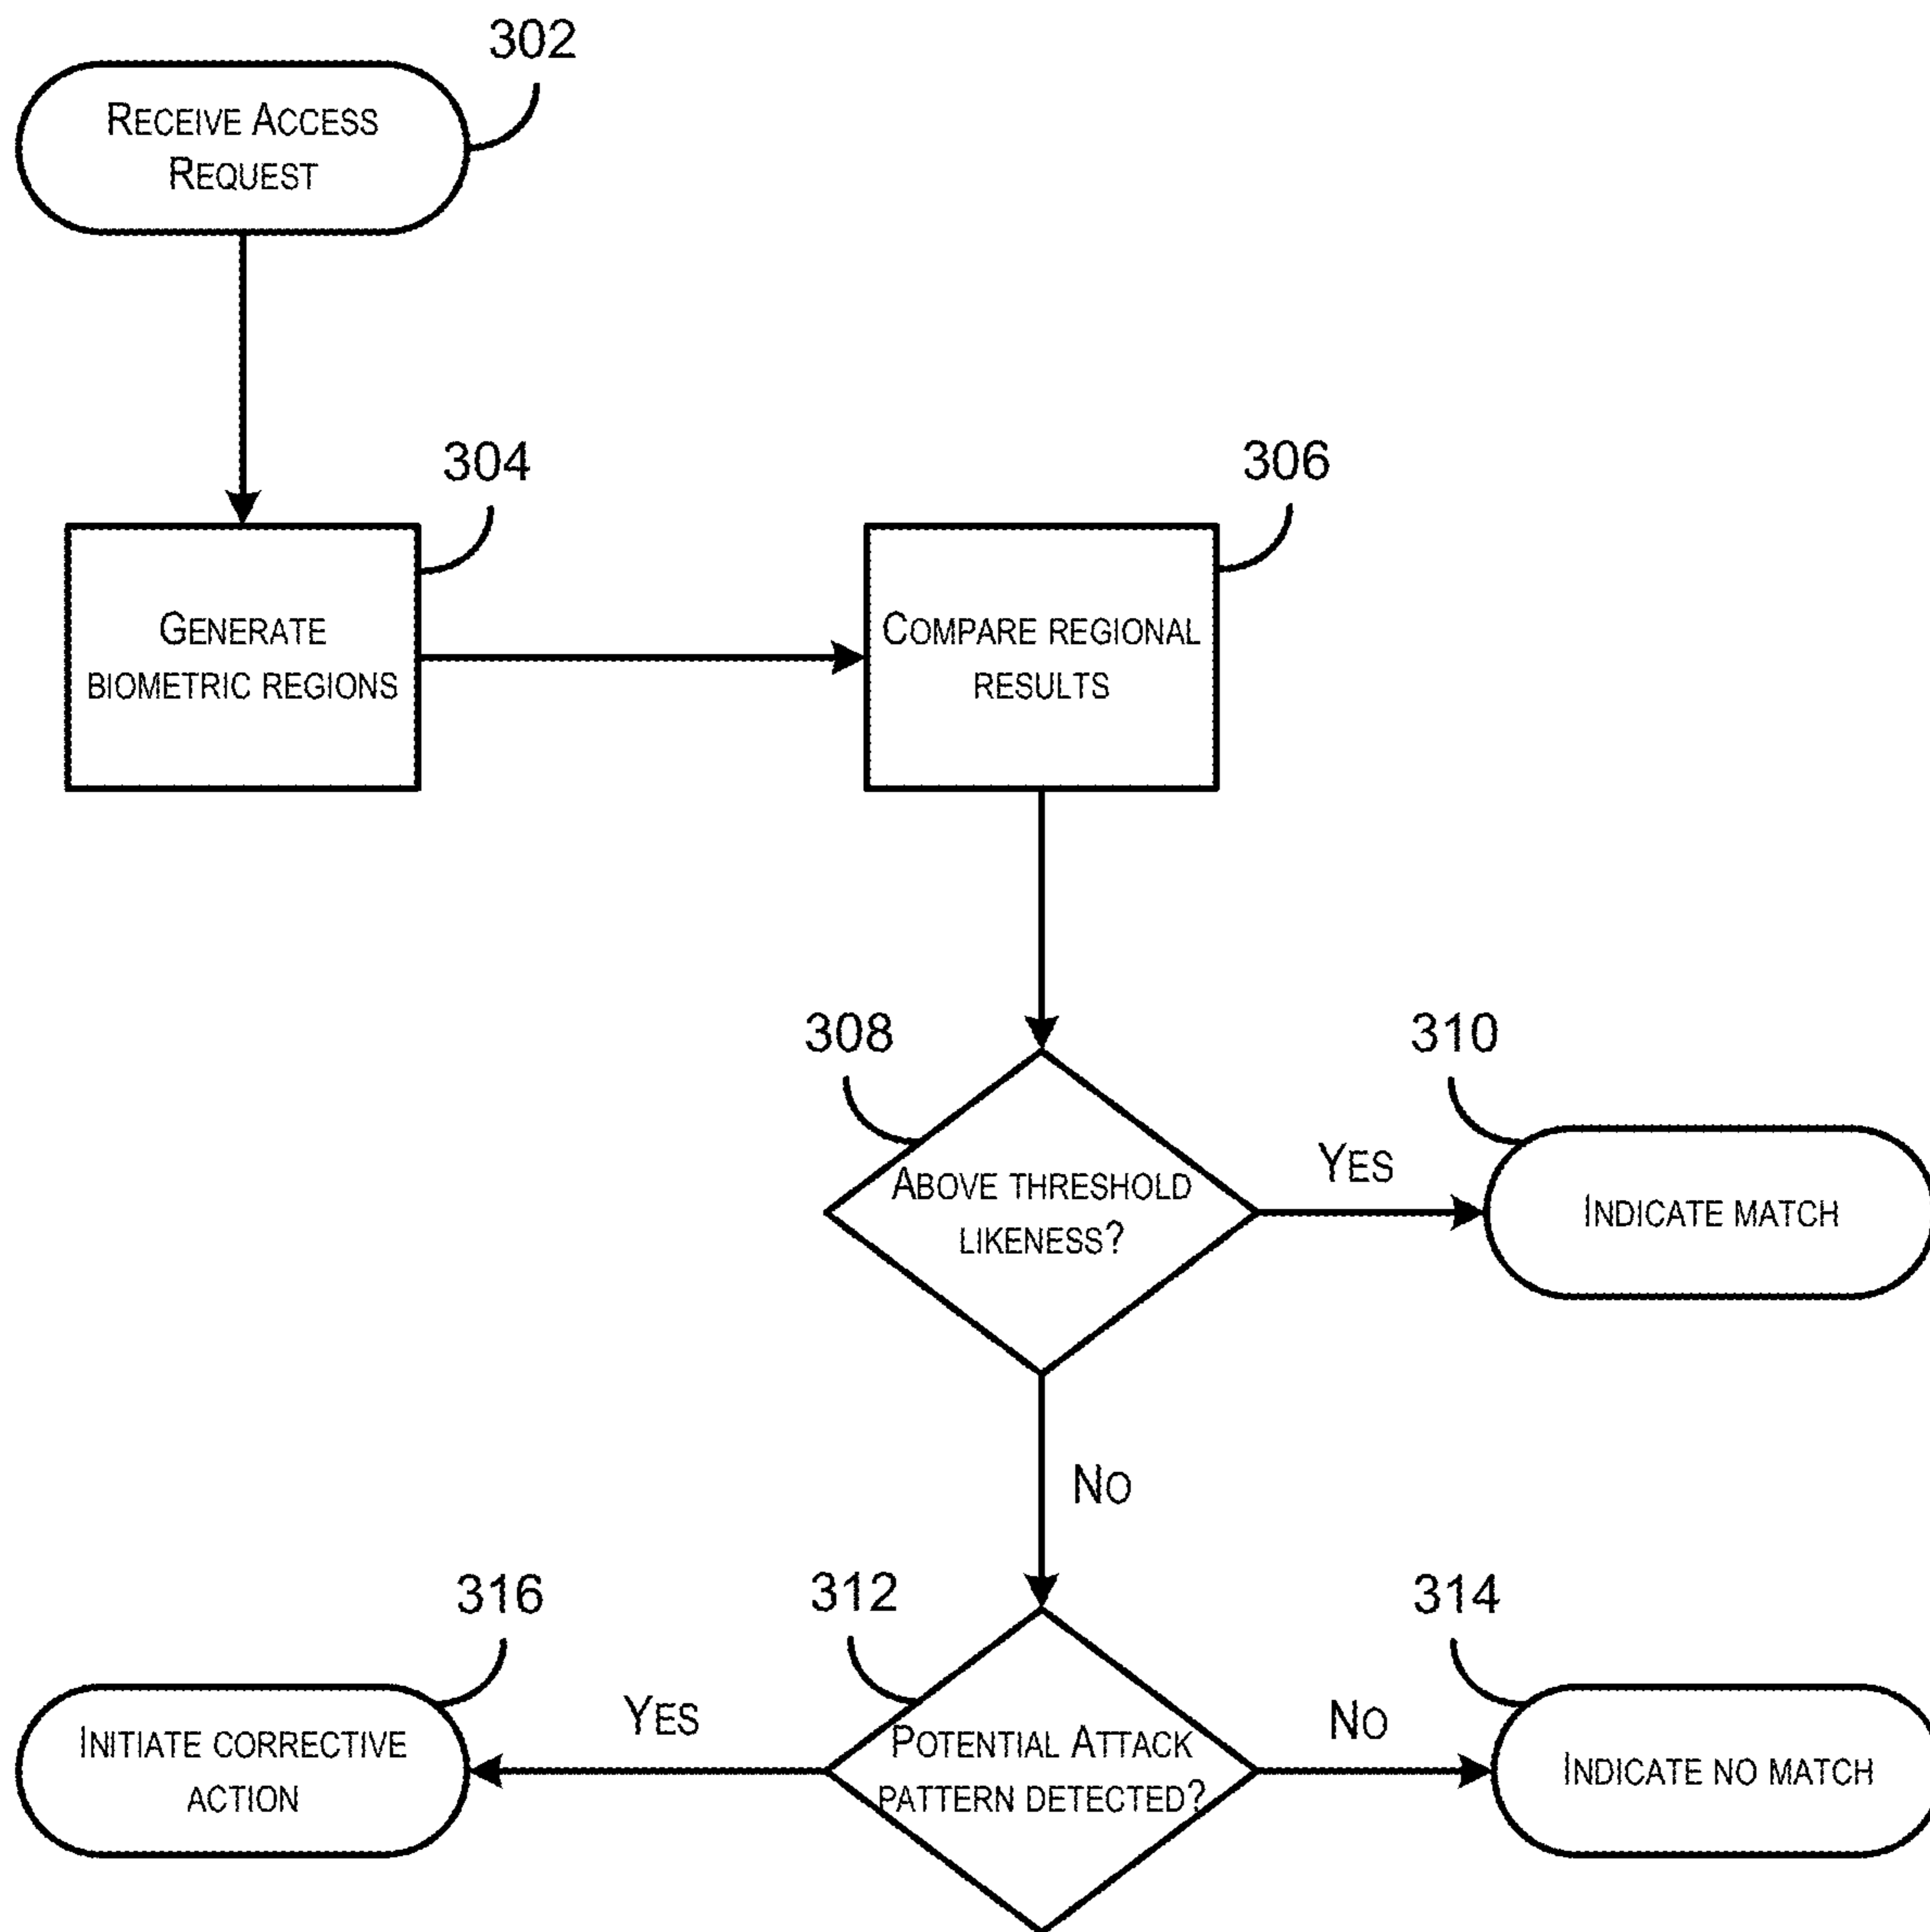 302
RECEIVE ACCESS
REQUEST
304
GENERATE
BIOMETRIC REGIONS
306
COMPARE REGIONAL
RESULTS
308
ABOVE THRESHOLD
LIKENESS?
YES
310
INDICATE MATCH
NO
312
POTENTIAL ATTACK
PATTERN DETECTED?
NO
314
INDICATE NO MATCH
YES
316
INITIATE CORRECTIVE
ACTION